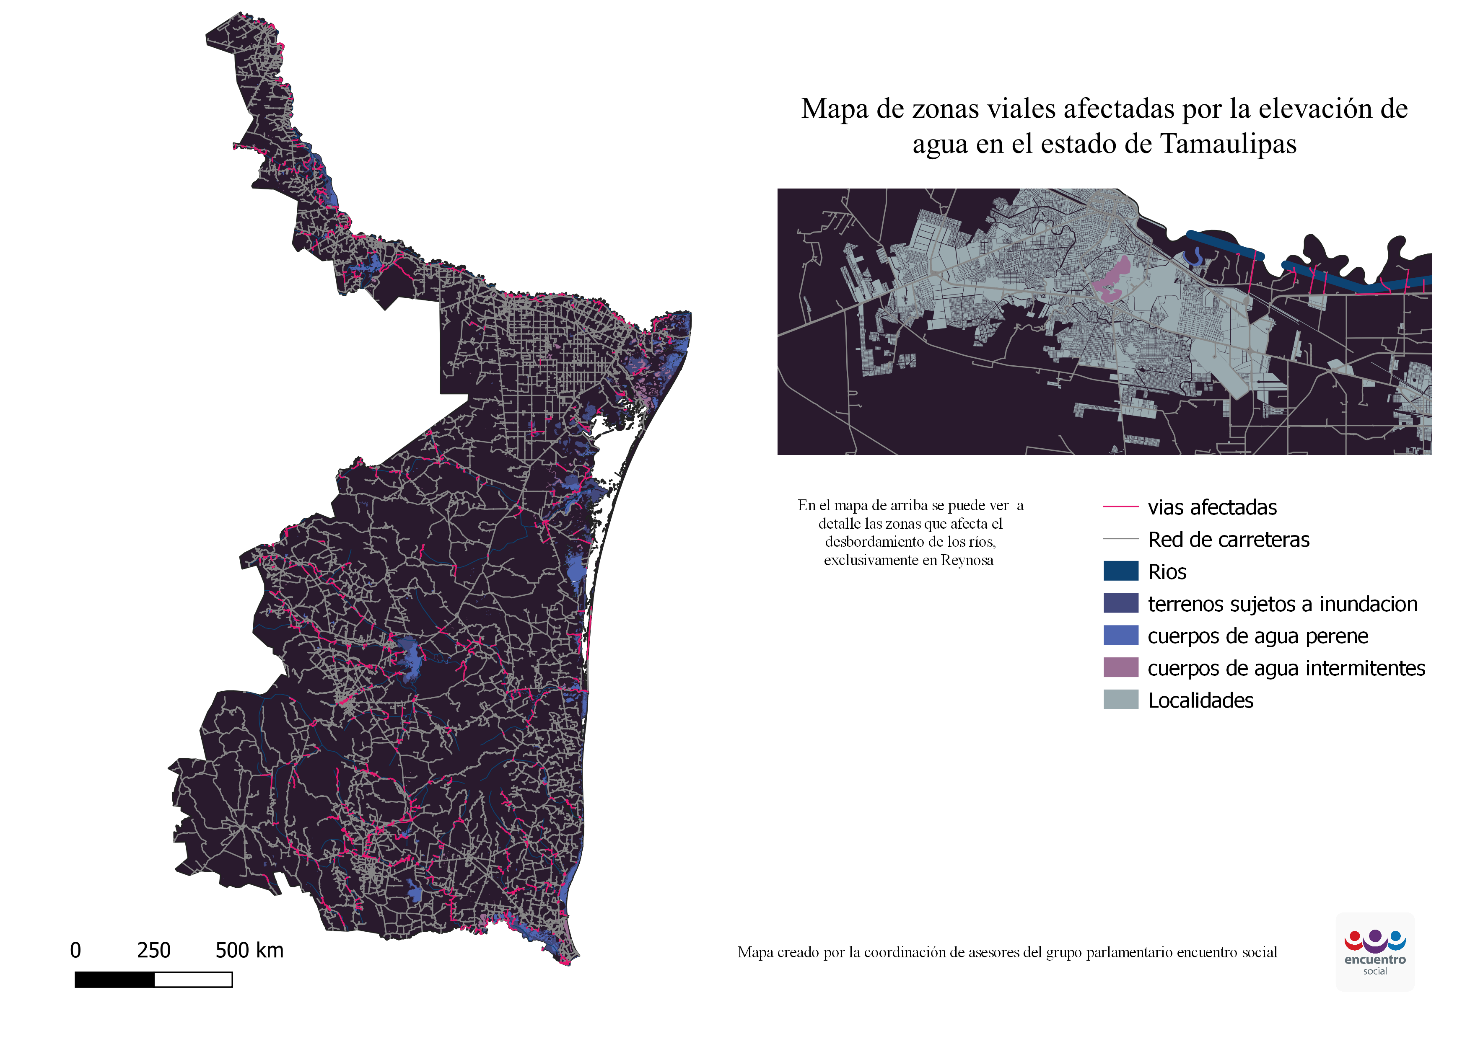 Mapa de zonas viales afectadas por la elevación de
agua en el estado de Tamaulipas
En el mapa de arriba se puede ver a
detalle las zonas que afecta el
desbordamiento de los ríos,
exclusivamente en Reynosa
vias afectadas
Red de carreteras
Rios
terrenos sujetos a inundacion
cuerpos de agua perene
cuerpos de agua intermitentes
Localidades
0 250 500 km
Mapa creado por la coordinación de asesores del grupo parlamentario encuentro social
encuentro
social